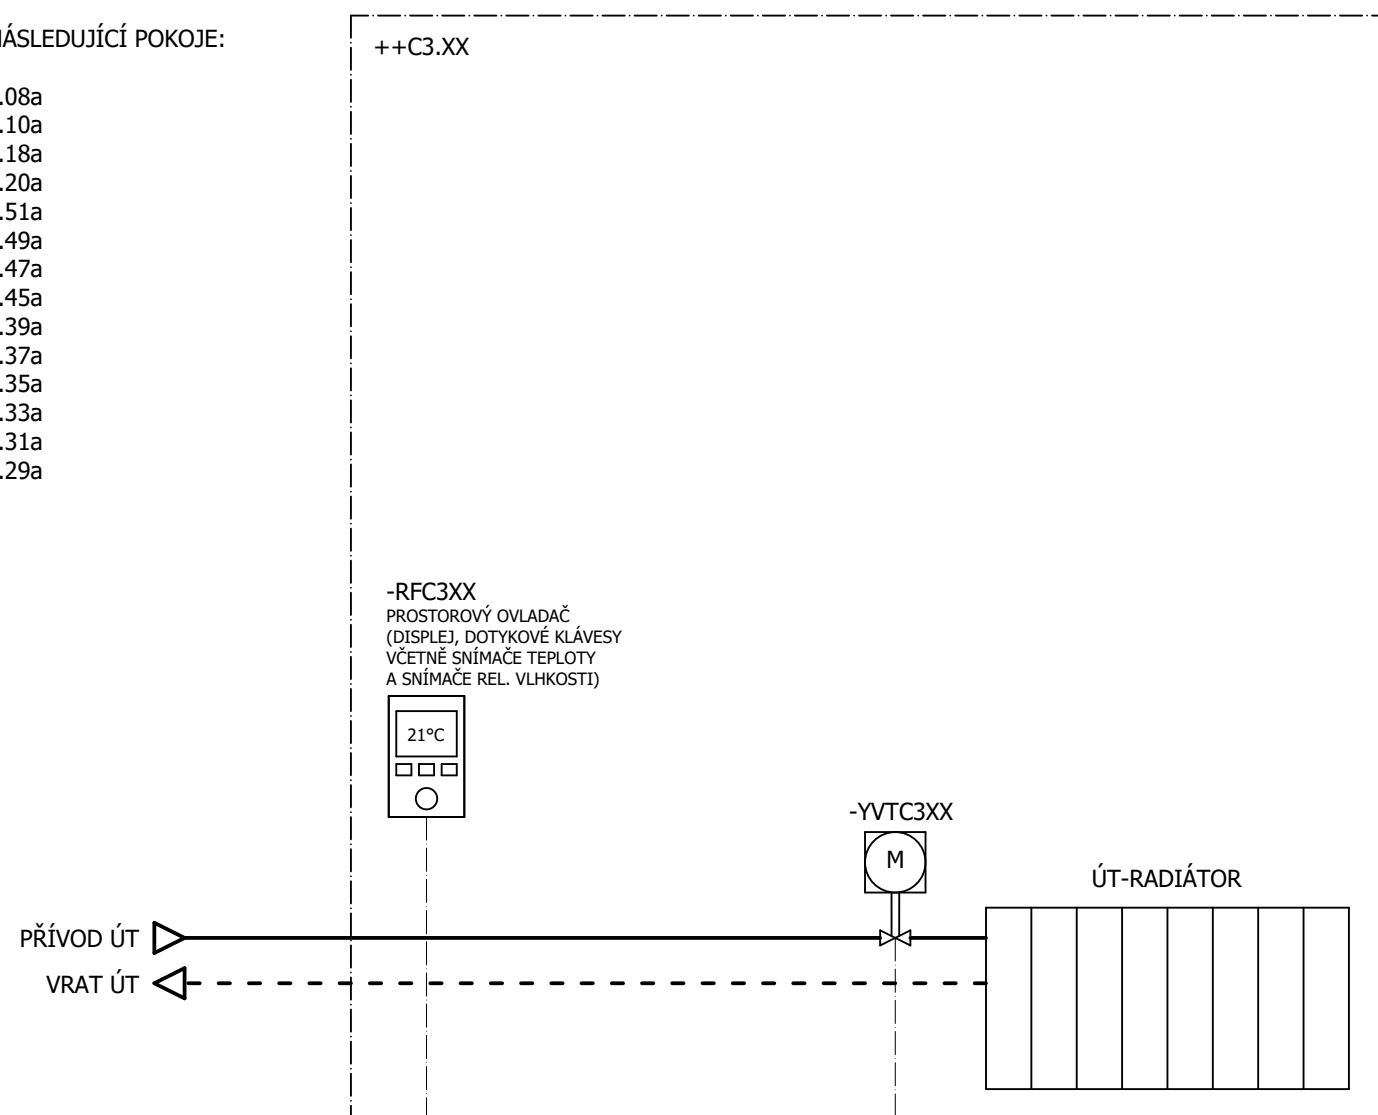 NÁSLEDUJÍCÍ POKOJE:
.08a
.10a
.18a
.20a
.51a
.49a
.47a
.45a
.39a
.37a
.35a
.33a
.31a
.29a
++C3.XX
-RFC3XX
PROSTOROVÝ OVLADAČ
(DISPLEJ, DOTYKOVÉ KLÁVESY
VČETNĚ SNÍMAČE TEPLOTY
A SNÍMAČE REL. VLHKOSTI)
21°C
-YVTC3XX
M
ÚT-RADIÁTOR
PŘÍVOD ÚT
VRAT ÚT